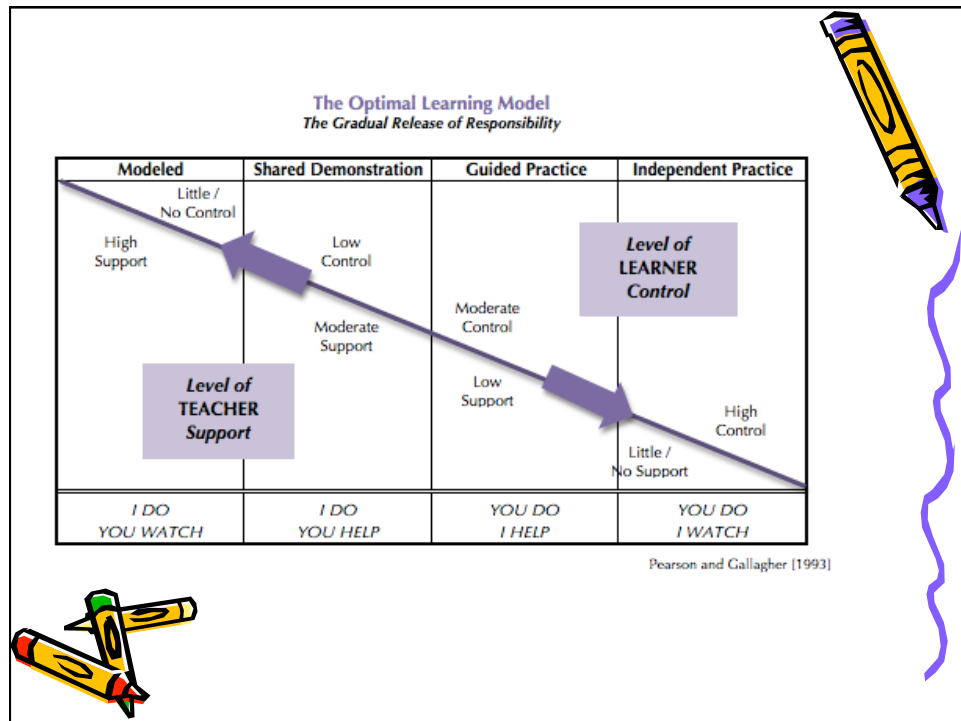 The Optimal Learning Model
The Gradual Release of Responsibility
Modeled
Shared Demonstration
Guided Practice
Independent Practice
Little /
No Control
High
Support
Low
Control
Moderate
Support
Level of
TEACHER
Support
Moderate
Control
Low
Support
Level of
LEARNER
Control
High
Control
Little /
No Support
I DO
YOU WATCH
I DO
YOU HELP
YOU DO
I HELP
YOU DO
I WATCH
Pearson and Gallagher [1993]